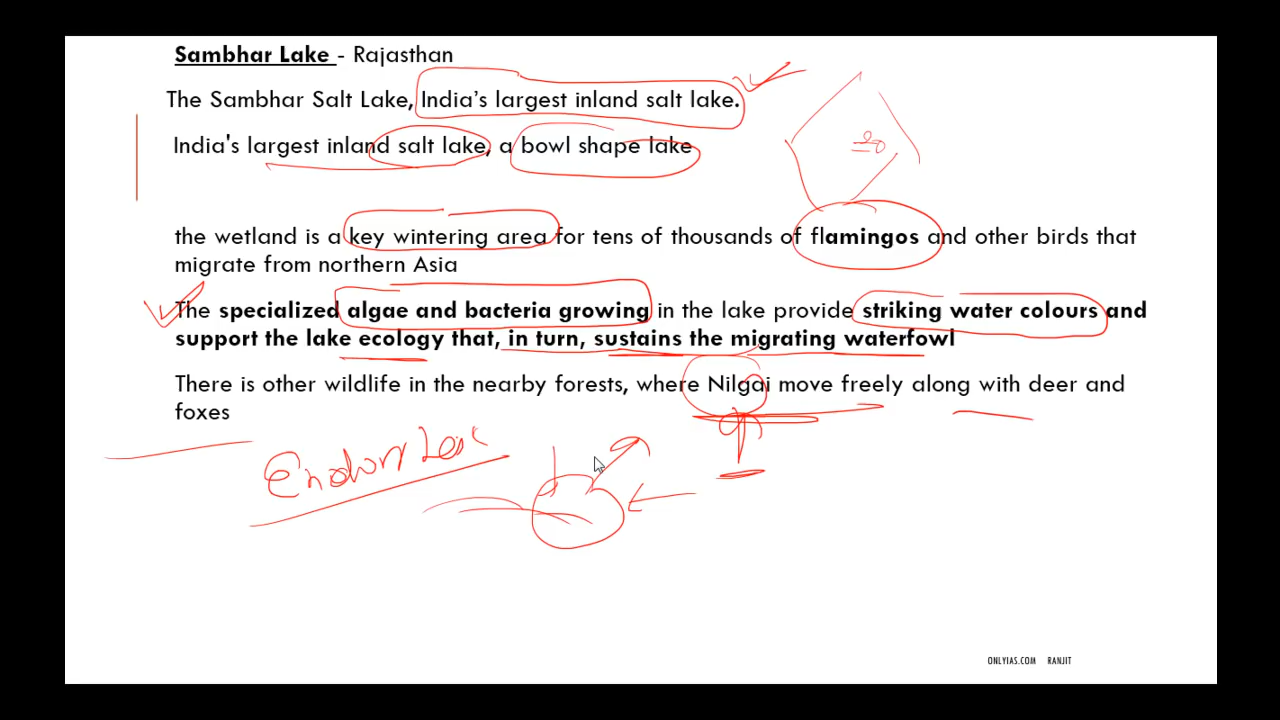 Sambhar Lake - Rajasthan
The Sambhar Salt Lake, India's largest inland salt lake.
India's largest inland salt lake, a bowl shape lake
the wetland is a key wintering area for tens of thousands of flamingos and other birds that
migrate from northern Asia
The specialized algae and bacteria growing in the lake provide striking water colours and
support the lake ecology that, in turn, sustains the migrating waterfowl
There is other wildlife in the nearby forests, where Nilgai move freely along with deer and
foxes
ONLYIAS.COM RANJIT